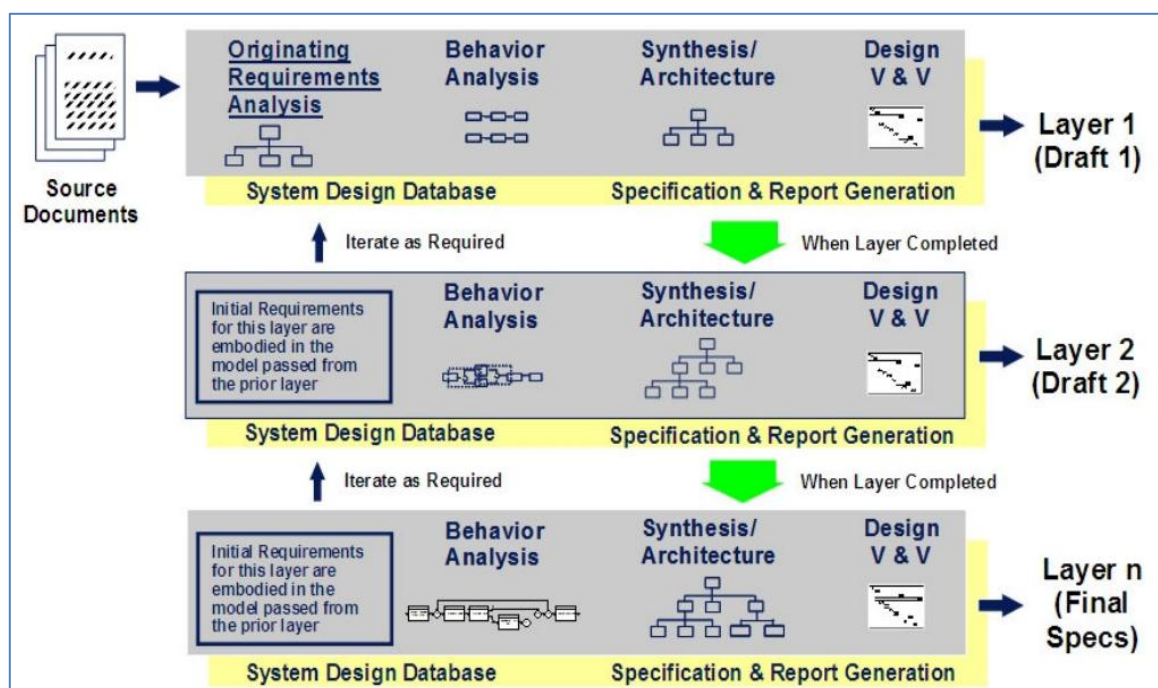 Originating
Requirements
Analysis
Behavior
Analysis
Synthesis/
Architecture
Design
V & V
Source
Documents
System Design Database
Specification & Report Generation
Layer 1
(Draft 1)
Iterate as Required
When Layer Completed
Initial Requirements
for this layer are
embodied in the
model passed from
the prior layer
Behavior
Analysis
Synthesis/
Architecture
Design
V & V
System Design Database
Specification & Report Generation
Layer 2
(Draft 2)
Iterate as Required
When Layer Completed
Initial Requirements
for this layer are
embodied in the
model passed from
the prior layer
Behavior
Analysis
Synthesis/
Architecture
Design
V & V
System Design Database
Specification & Report Generation
Layer n
(Final
Specs)